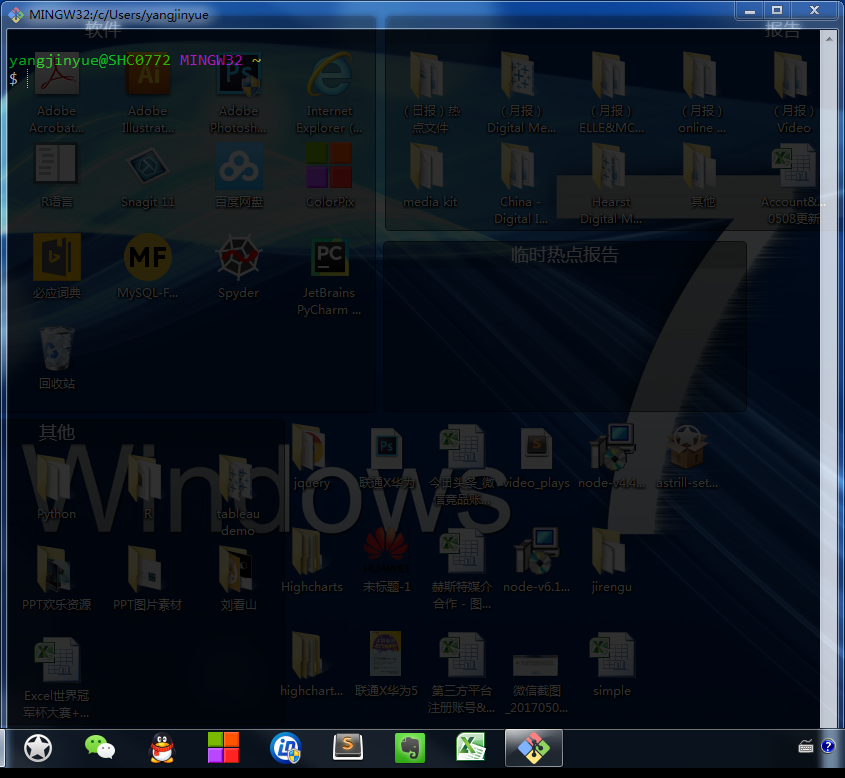 MINGW32:/c/Users/yangjinyue
软件
报告
yangjinyue@SHC0772 MINGW32 ~
$
Adobe Acrobat...
Adobe Illustrat...
Adobe Photosh...
Internet Explorer (...
（日报）热点文件
（月报）Digital Me...
（月报）ELLE&MC...
（月报）online ...
（月报）Video
R语言
Snagit 11
百度网盘
ColorPix
media kit
China - Digital I...
Hearst Digital M...
其他
Account&... 0508更新
临时热点报告
必应词典
MySQL-F...
Spyder
JetBrains PyCharm ...
回收站
其他
Windows 7
jquery
联通X华为
今日头条_微信竞品账...
video_plays
node-v4.4...
astrill-set...
Python
R
tableau demo
Highcharts
未标题-1
赫斯特媒介合作 - 图...
node-v6.1...
jirengu
PPT欢乐资源
PPT图片素材
刘看山
highchart...
联通X华为5
第三方平台注册账号&...
微信截图_2017050...
simple
Excel世界冠军杯大赛+...